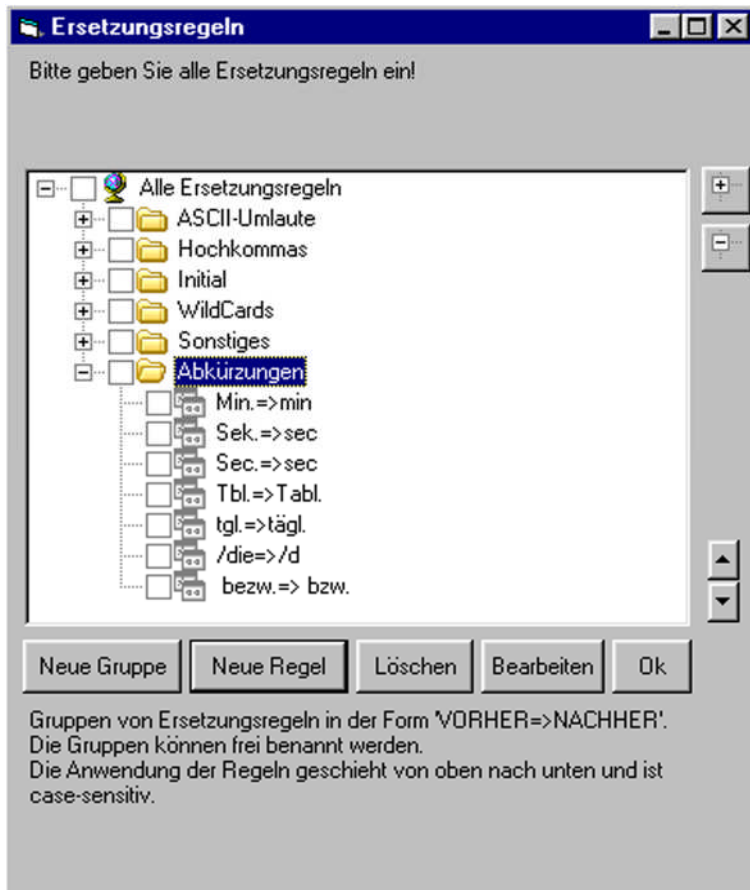 Ersetzungsregeln
Bitte geben Sie alle Ersetzungsregeln ein!
Alle Ersetzungsregeln
ASCII-Umlaute
Hochkommas
Initial
WildCards
Sonstiges
Abkürzungen
Min.=>min
Sek.=>sec
Sec.=>sec
Tbl.=>Tabl.
tgl.=>tägl.
/die=>/d
bezw.=> bzw.
Neue Gruppe Neue Regel Löschen Bearbeiten Ok
Gruppen von Ersetzungsregeln in der Form 'VORHER=>NACHHER'.
Die Gruppen können frei benannt werden.
Die Anwendung der Regeln geschieht von oben nach unten und ist
case-sensitiv.